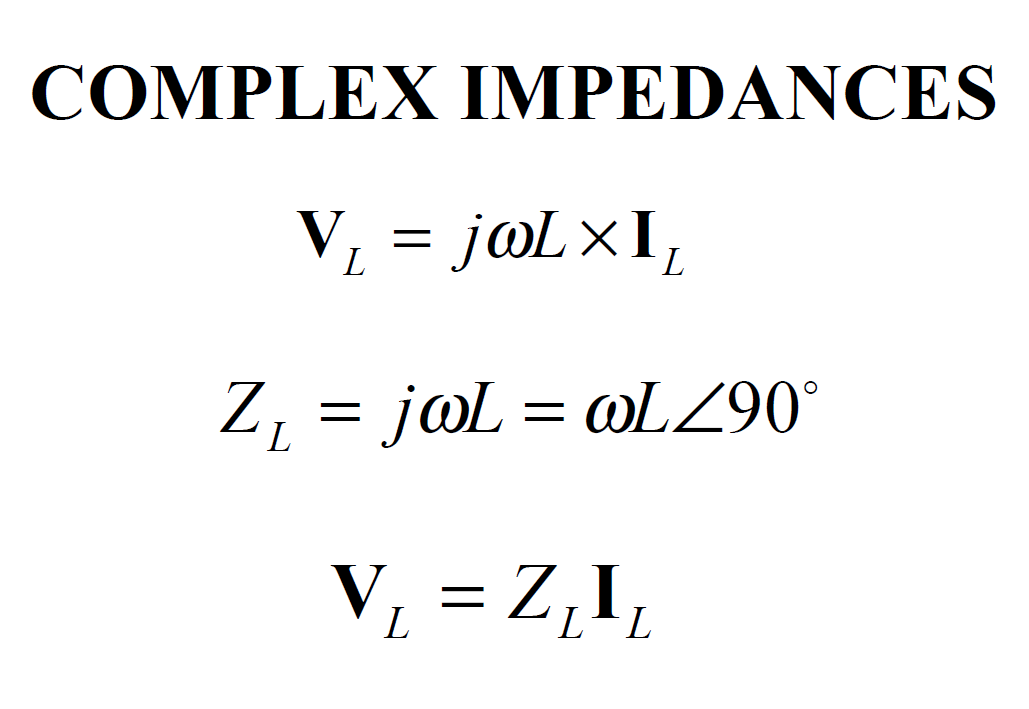 COMPLEX IMPEDANCES
V_L = jωL × I_L
Z_L = jωL = ωL∠90°
V_L = Z_L I_L